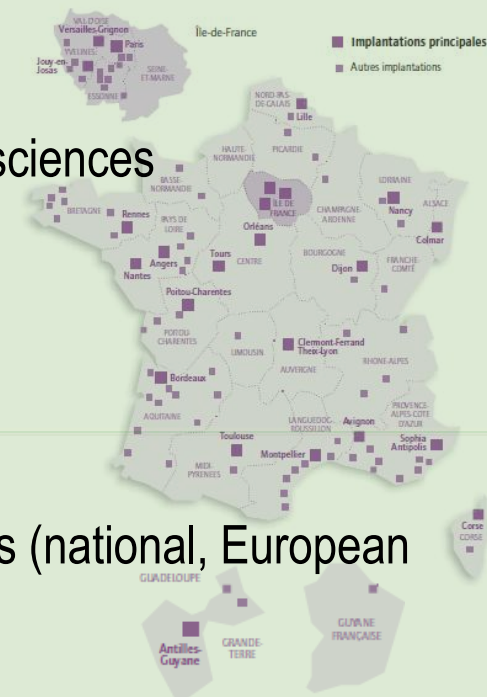 VAL D'OISE
Versailles-Grignon
Paris
YVELINES
Jouy-en-
Josas
SEINE-
ET-MARNE
ESSONNE
Île-de-France
Implantations principales
Autres implantations
NORD-PAS-
DE-CALAIS
Lille
sciences
HAUTE-
NORMANDIE
PICARDIE
BASSE-
NORMANDIE
LORRAINE
BRETAGNE
Rennes
ILE DE
FRANCE
CHAMPAGNE-
ARDENNE
Nancy
ALSACE
PAYS DE
LOIRE
Orléans
Colmar
Angers
Tours
CENTRE
BOURGOGNE
FRANCHE-
COMTÉ
Nantes
Dijon
Poitou-Charentes
POITOU-
CHARENTES
LIMOUSIN
Clermont-Ferrand
Theix-Lyon
AUVERGNE
RHONE-ALPES
Bordeaux
AQUITAINE
LANGUEDOC-
ROUSSILLON
Avignon
PROVENCE-
ALPES-COTE
D'AZUR
Toulouse
Montpellier
Sophia
Antipolis
MIDI-
PYRENEES
Corse
CORSE
s (national, European
GUADELOUPE
GRANDE-
TERRE
Antilles-
Guyane
GUYANE
FRANÇAISE